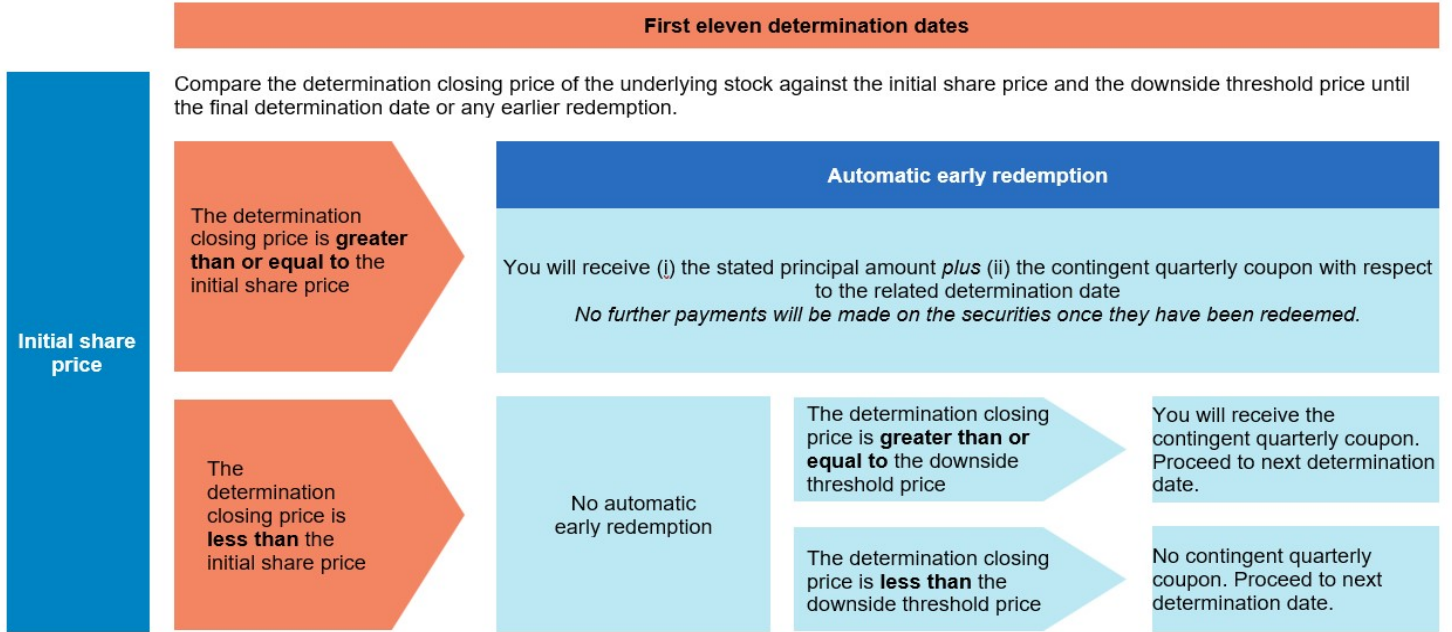 First eleven determination dates
Compare the determination closing price of the underlying stock against the initial share price and the downside threshold price until
the final determination date or any earlier redemption.
Initial share
price
The determination
closing price is greater
than or equal to the
initial share price
Automatic early redemption
You will receive (i) the stated principal amount plus (ii) the contingent quarterly coupon with respect
to the related determination date
No further payments will be made on the securities once they have been redeemed.
The
determination
closing price is
less than the
initial share price
No automatic
early redemption
The determination closing
price is greater than or
equal to the downside
threshold price
You will receive the
contingent quarterly coupon.
Proceed to next determination
date.
The determination closing
price is less than the
downside threshold price
No contingent quarterly
coupon. Proceed to next
determination date.